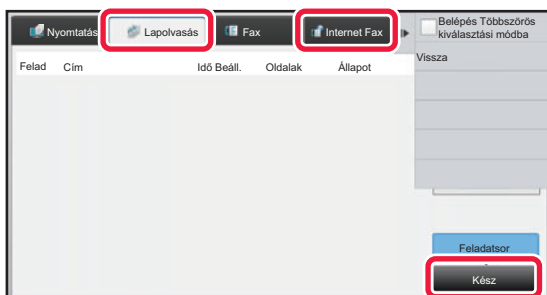 Nyomtatás
Lapolvasás
Fax
Internet Fax
Belépés Többszörös
kiválasztási módba
Vissza
Felad Cím Idő Beáll. Oldalak Állapot
Feladatsor
Kész